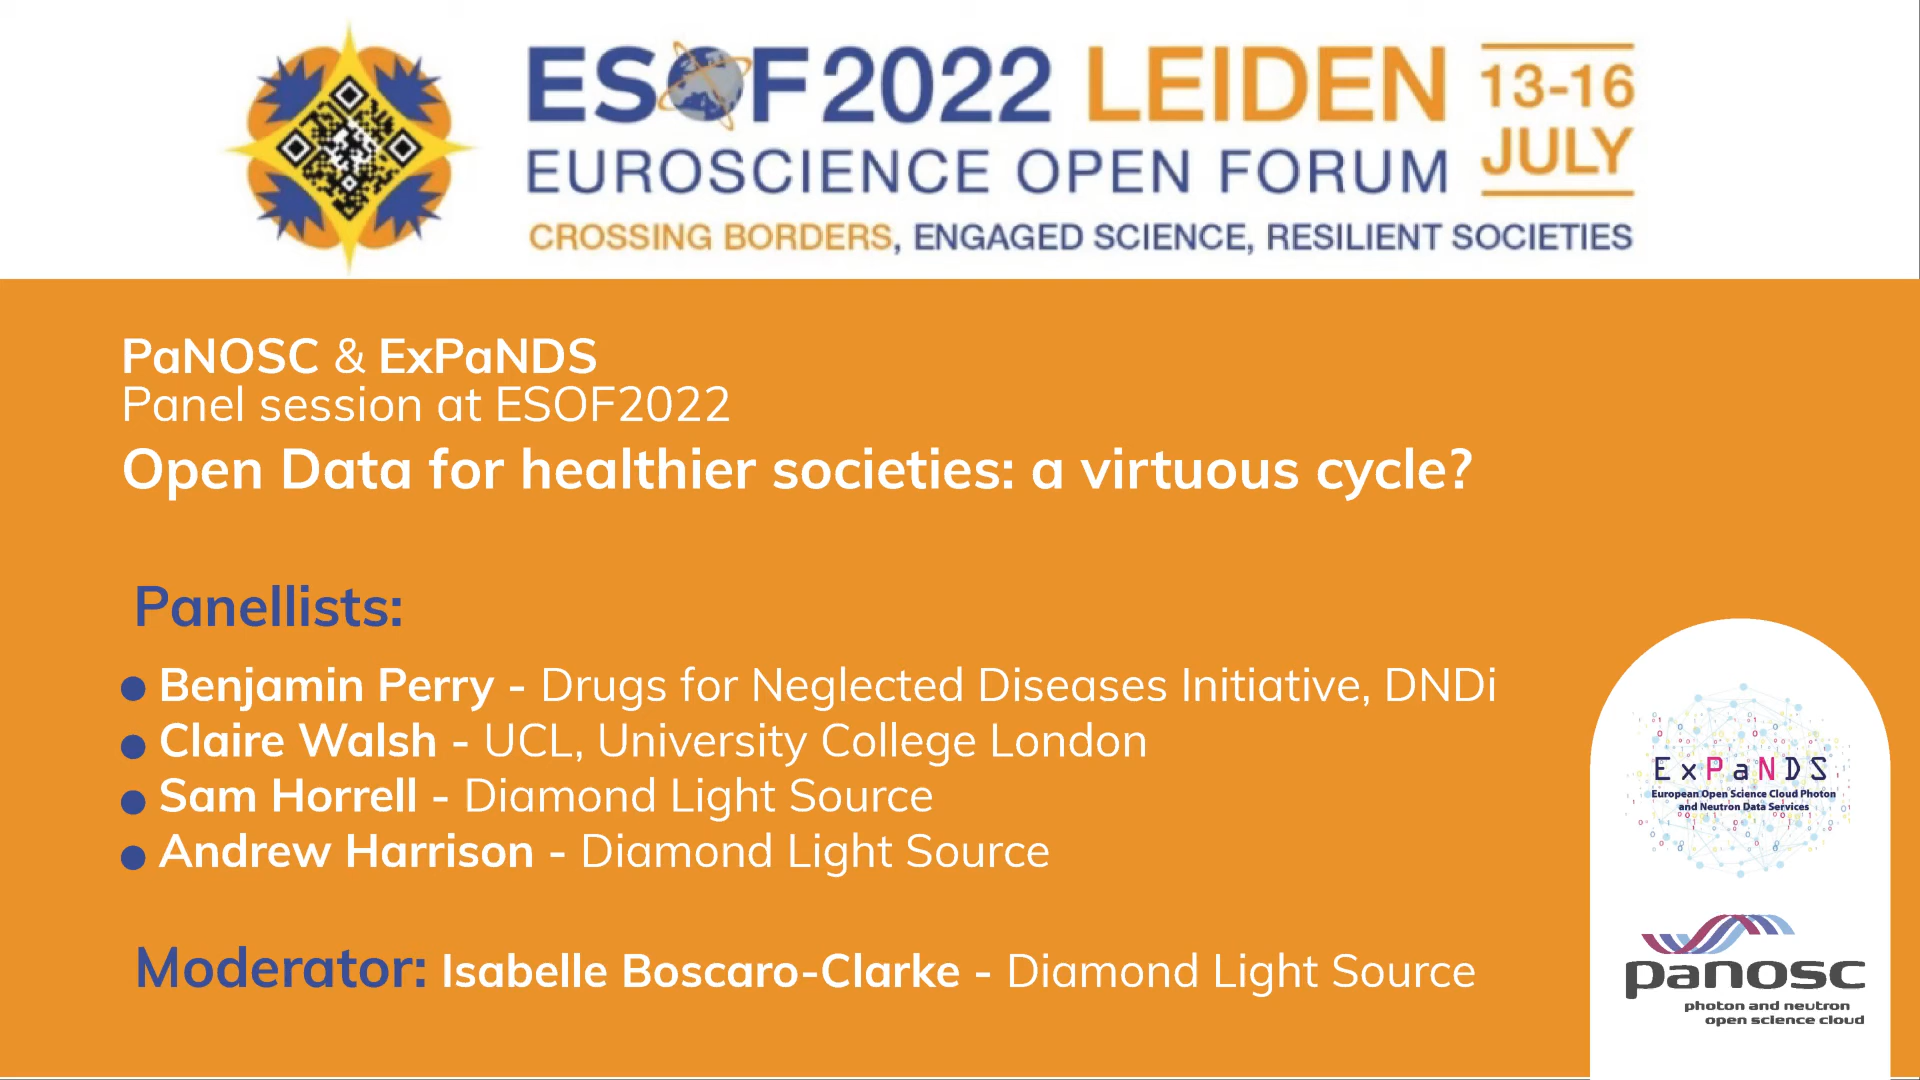 ESOF2022 LEIDEN
13-16
JULY
EUROSCIENCE OPEN FORUM
CROSSING BORDERS, ENGAGED SCIENCE, RESILIENT SOCIETIES
PaNOSC & ExPaNDS
Panel session at ESOF2022
Open Data for healthier societies: a virtuous cycle?
Panellists:
Benjamin Perry - Drugs for Neglected Diseases Initiative, DNDi
Claire Walsh - UCL, University College London
Sam Horrell - Diamond Light Source
Andrew Harrison - Diamond Light Source
Moderator: Isabelle Boscaro-Clarke - Diamond Light Source
ExPaNDS
European Open Science Cloud Photon
and Neutron Data Services
panosc
photon and neutron
open science cloud